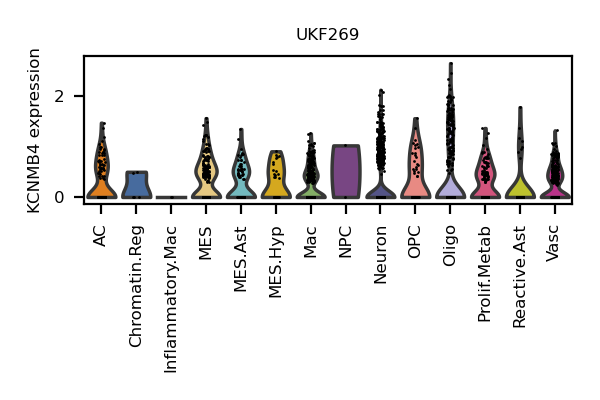 UKF269
KCNMB4 expression
2
0
AC
Chromatin.Reg
Inflammatory.Mac
MES
MES.Ast
MES.Hyp
Mac
NPC
Neuron
OPC
Oligo
Prolif.Metab
Reactive.Ast
Vasc